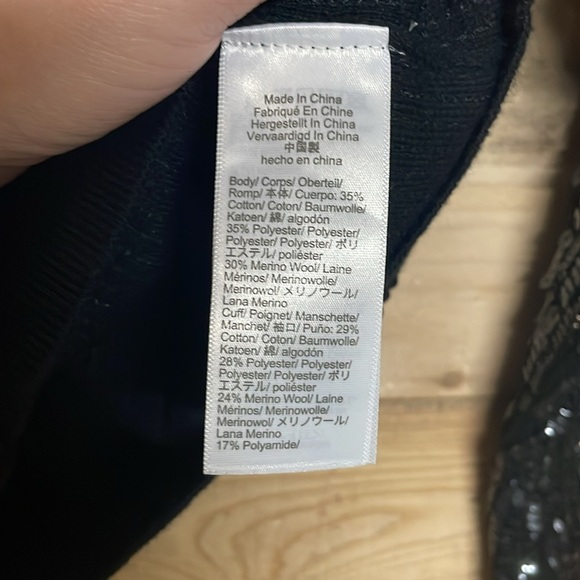 Made In China
Fabriqué En Chine
Hergestellt In China
Vervaardigd In China
中国製
hecho en china
Body/ Corps/ Oberteil/
Romp/ 本体/ Cuerpo: 35%
Cotton/ Coton/ Baumwolle/
Katoen/ 綿/ algodón
35% Polyester/ Polyester/
Polyester/ Polyester/ ポリ
エステル/ poliéster
30% Merino Wool/ Laine
Mérinos/ Merinowolle/
Merinowol/ メリノウール/
Lana Merino
Cuff/ Poignet/ Manschette/
Manchet/ 袖口/ Puño: 29%
Cotton/ Coton/ Baumwolle/
Katoen/ 綿/ algodón
28% Polyester/ Polyester/
Polyester/ Polyester/ ポリ
エステル/ poliéster
24% Merino Wool/ Laine
Mérinos/ Merinowolle/
Merinowol/ メリノウール/
Lana Merino
17% Polyamide/